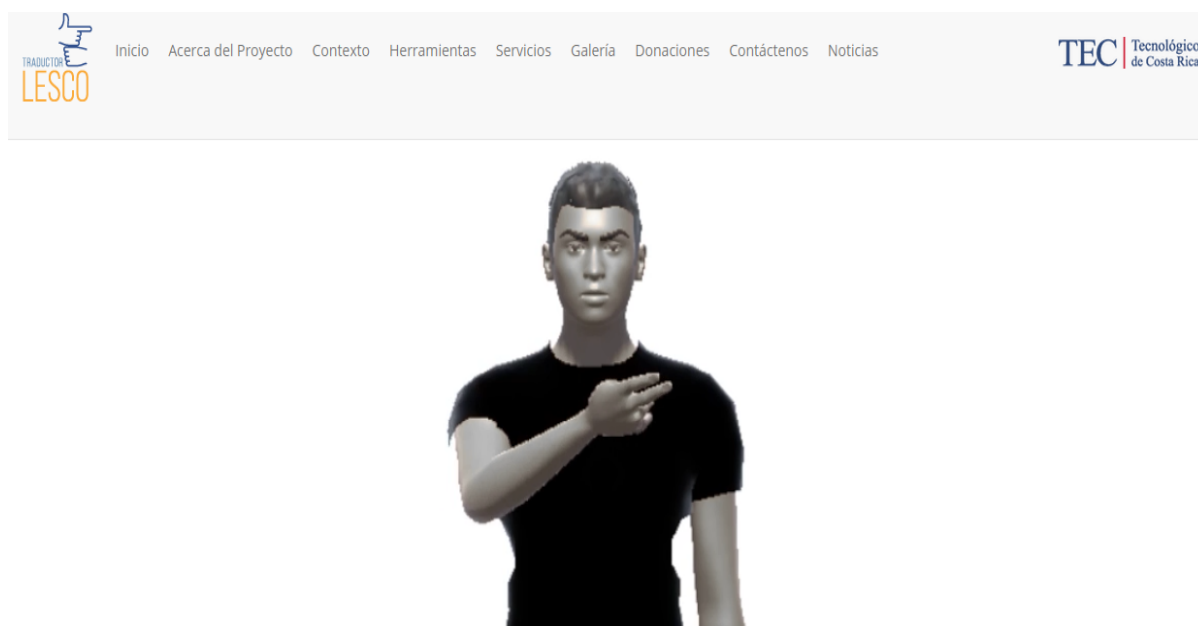 TRADUCTOR
LESCO
Inicio Acerca del Proyecto Contexto Herramientas Servicios Galería Donaciones Contáctenos Noticias
TEC Tecnológico
de Costa Rica